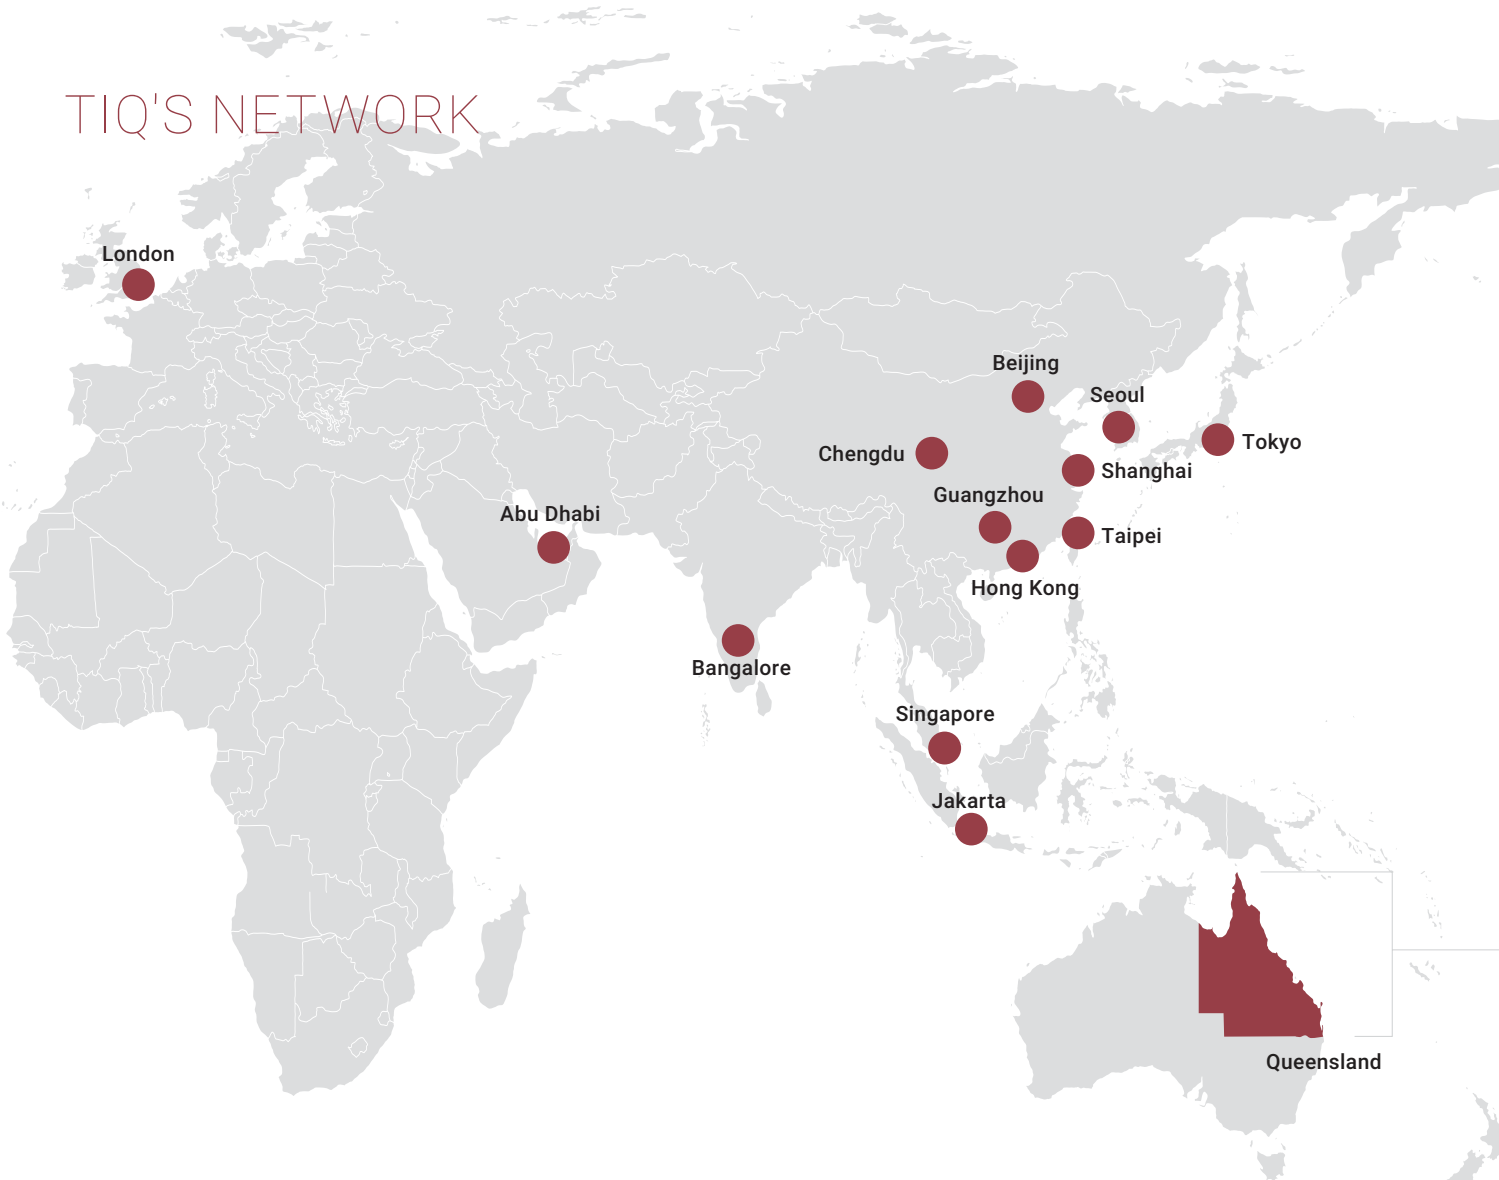 TIQ'S NETWORK
London
Beijing
Seoul
Tokyo
Chengdu
Shanghai
Guangzhou
Abu Dhabi
Taipei
Hong Kong
Bangalore
Singapore
Jakarta
Queensland